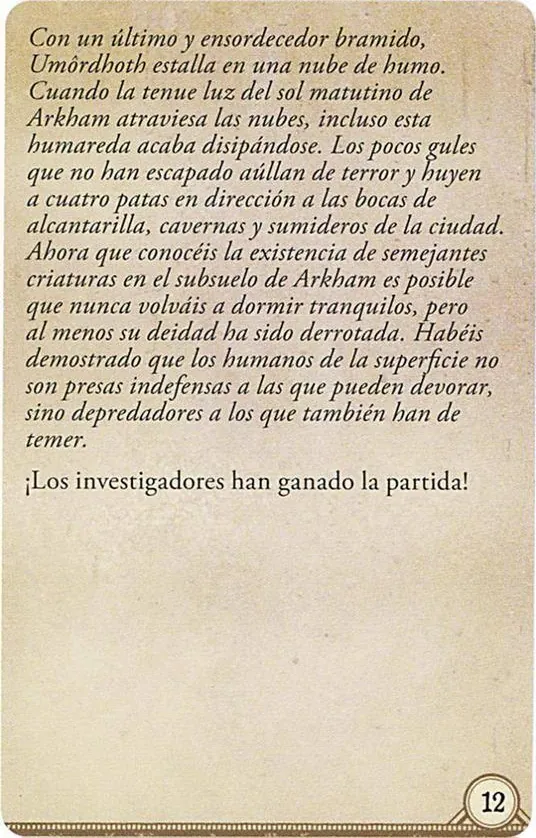 Con un último y ensordecedor bramido,
Umôrdhoth estalla en una nube de humo.
Cuando la tenue luz del sol matutino de
Arkham atraviesa las nubes, incluso esta
humareda acaba disipándose. Los pocos gules
que no han escapado aúllan de terror y huyen
a cuatro patas en dirección a las bocas de
alcantarilla, cavernas y sumideros de la ciudad.
Ahora que conocéis la existencia de semejantes
criaturas en el subsuelo de Arkham es posible
que nunca volváis a dormir tranquilos, pero
al menos su deidad ha sido derrotada. Habéis
demostrado que los humanos de la superficie no
son presas indefensas a las que pueden devorar,
sino depredadores a los que también han de
temer.
¡Los investigadores han ganado la partida!
12